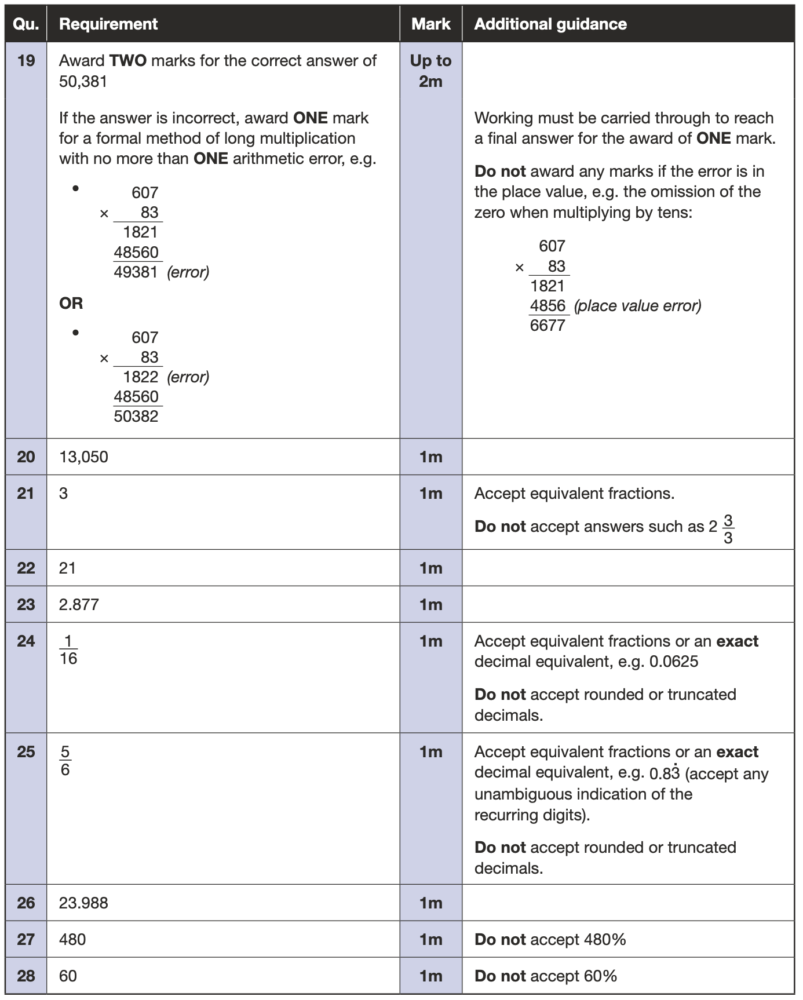 Qu. Requirement Mark Additional guidance
19 Award TWO marks for the correct answer of Up to
50,381 2m
If the answer is incorrect, award ONE mark
for a formal method of long multiplication
with no more than ONE arithmetic error, e.g.
• 607
× 83
1821
48560
49381 (error)
OR
• 607
× 83
1822 (error)
48560
50382
Working must be carried through to reach
a final answer for the award of ONE mark.
Do not award any marks if the error is in
the place value, e.g. the omission of the
zero when multiplying by tens:
607
× 83
1821
4856 (place value error)
6677
20 13,050 1m
21 3 1m Accept equivalent fractions.
Do not accept answers such as 2 3/3
22 21 1m
23 2.877 1m
24 1/16 1m Accept equivalent fractions or an exact
decimal equivalent, e.g. 0.0625
Do not accept rounded or truncated
decimals.
25 5/6 1m Accept equivalent fractions or an exact
decimal equivalent, e.g. 0.83̇ (accept any
unambiguous indication of the
recurring digits).
Do not accept rounded or truncated
decimals.
26 23.988 1m
27 480 1m Do not accept 480%
28 60 1m Do not accept 60%